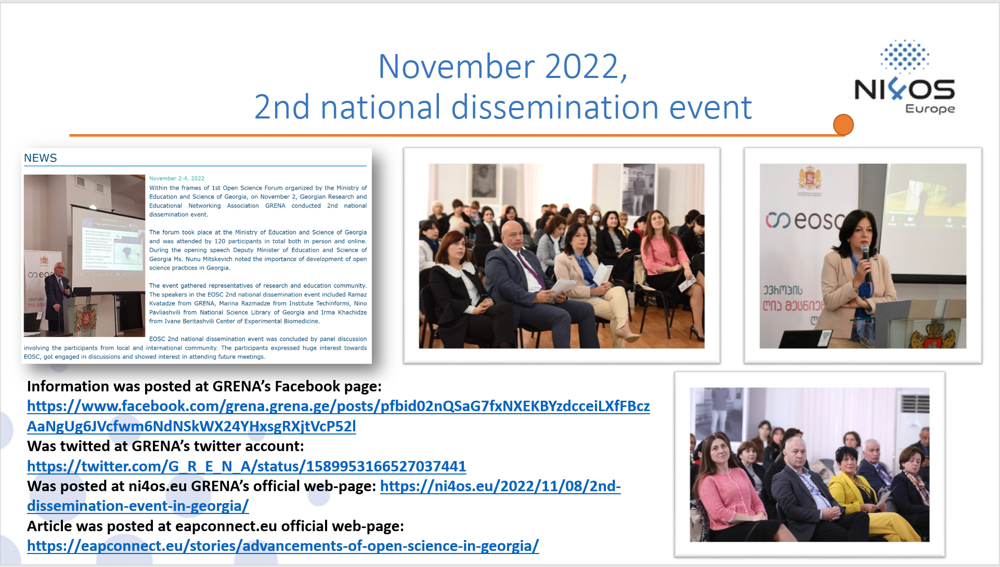 November 2022,
2nd national dissemination event
NI4OS
Europe
NEWS
November 2-4, 2022
Within the frames of 1st Open Science Forum organized by the Ministry of
Education and Science of Georgia, on November 2, Georgian Research and
Educational Networking Association GRENA conducted 2nd national
dissemination event.
The forum took place at the Ministry of Education and Science of Georgia
and was attended by 120 participants in total both in person and online.
During the opening speech Deputy Minister of Education and Science of
Georgia Ms. Nunu Mitskevich noted the importance of development of open
science practices in Georgia.
The event gathered representatives of research and education community.
The speakers in the EOSC 2nd national dissemination event included Ramaz
Kvatadze from GRENA, Marina Razmadze from Institute Techinformi, Nino
Pavliashvili from National Science Library of Georgia and Irma Khachidze
from Ivane Beritashvili Center of Experimental Biomedicine.
EOSC 2nd national dissemination event was concluded by panel discussion
involving the participants from local and international community. The participants expressed huge interest towards
EOSC, got engaged in discussions and showed interest in attending future meetings.
eosc
ევროპის
ღია მეცნიერ
Information was posted at GRENA’s Facebook page:
https://www.facebook.com/grena.grena.ge/posts/pfbid02nQSaG7fxNXEKBYzdcceiLXfFBcz
AaNgUg6JVcfwm6NdNSkWX24YHxsgRXjtVcP52l
Was twitted at GRENA’s twitter account:
https://twitter.com/G_R_E_N_A/status/1589953166527037441
Was posted at ni4os.eu GRENA’s official web-page: https://ni4os.eu/2022/11/08/2nd-
dissemination-event-in-georgia/
Article was posted at eapconnect.eu official web-page:
https://eapconnect.eu/stories/advancements-of-open-science-in-georgia/